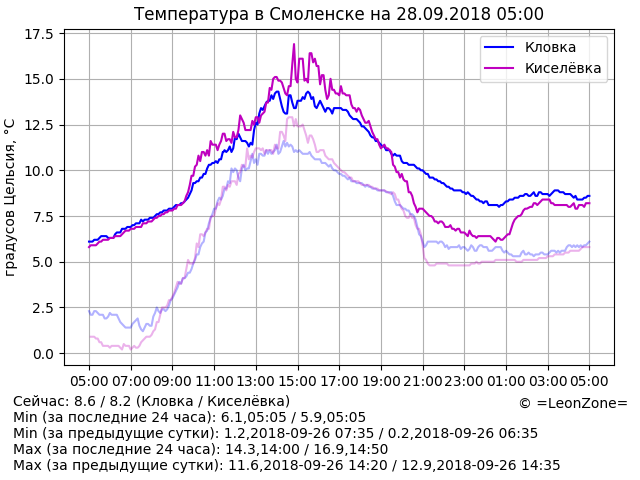 Температура в Смоленске на 28.09.2018 05:00
градусов Цельсия, °C
17.5
15.0
12.5
10.0
7.5
5.0
2.5
0.0
Кловка
Киселёвка
05:00 07:00 09:00 11:00 13:00 15:00 17:00 19:00 21:00 23:00 01:00 03:00 05:00
Сейчас: 8.6 / 8.2 (Кловка / Киселёвка)
© =LeonZone=
Min (за последние 24 часа): 6.1,05:05 / 5.9,05:05
Min (за предыдущие сутки): 1.2,2018-09-26 07:35 / 0.2,2018-09-26 06:35
Max (за последние 24 часа): 14.3,14:00 / 16.9,14:50
Max (за предыдущие сутки): 11.6,2018-09-26 14:20 / 12.9,2018-09-26 14:35